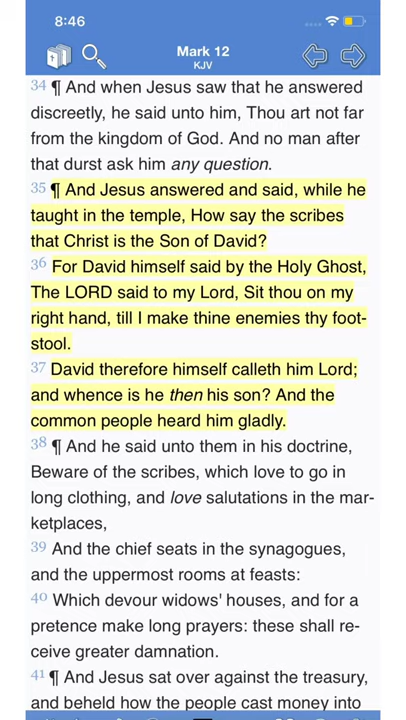 8:46
Mark 12
KJV
34 ¶ And when Jesus saw that he answered
discreetly, he said unto him, Thou art not far
from the kingdom of God. And no man after
that durst ask him any question.
35 ¶ And Jesus answered and said, while he
taught in the temple, How say the scribes
that Christ is the Son of David?
36 For David himself said by the Holy Ghost,
The LORD said to my Lord, Sit thou on my
right hand, till I make thine enemies thy foot-
stool.
37 David therefore himself calleth him Lord;
and whence is he then his son? And the
common people heard him gladly.
38 ¶ And he said unto them in his doctrine,
Beware of the scribes, which love to go in
long clothing, and love salutations in the mar-
ketplaces,
39 And the chief seats in the synagogues,
and the uppermost rooms at feasts:
40 Which devour widows' houses, and for a
pretence make long prayers: these shall re-
ceive greater damnation.
41 ¶ And Jesus sat over against the treasury,
and beheld how the people cast money into